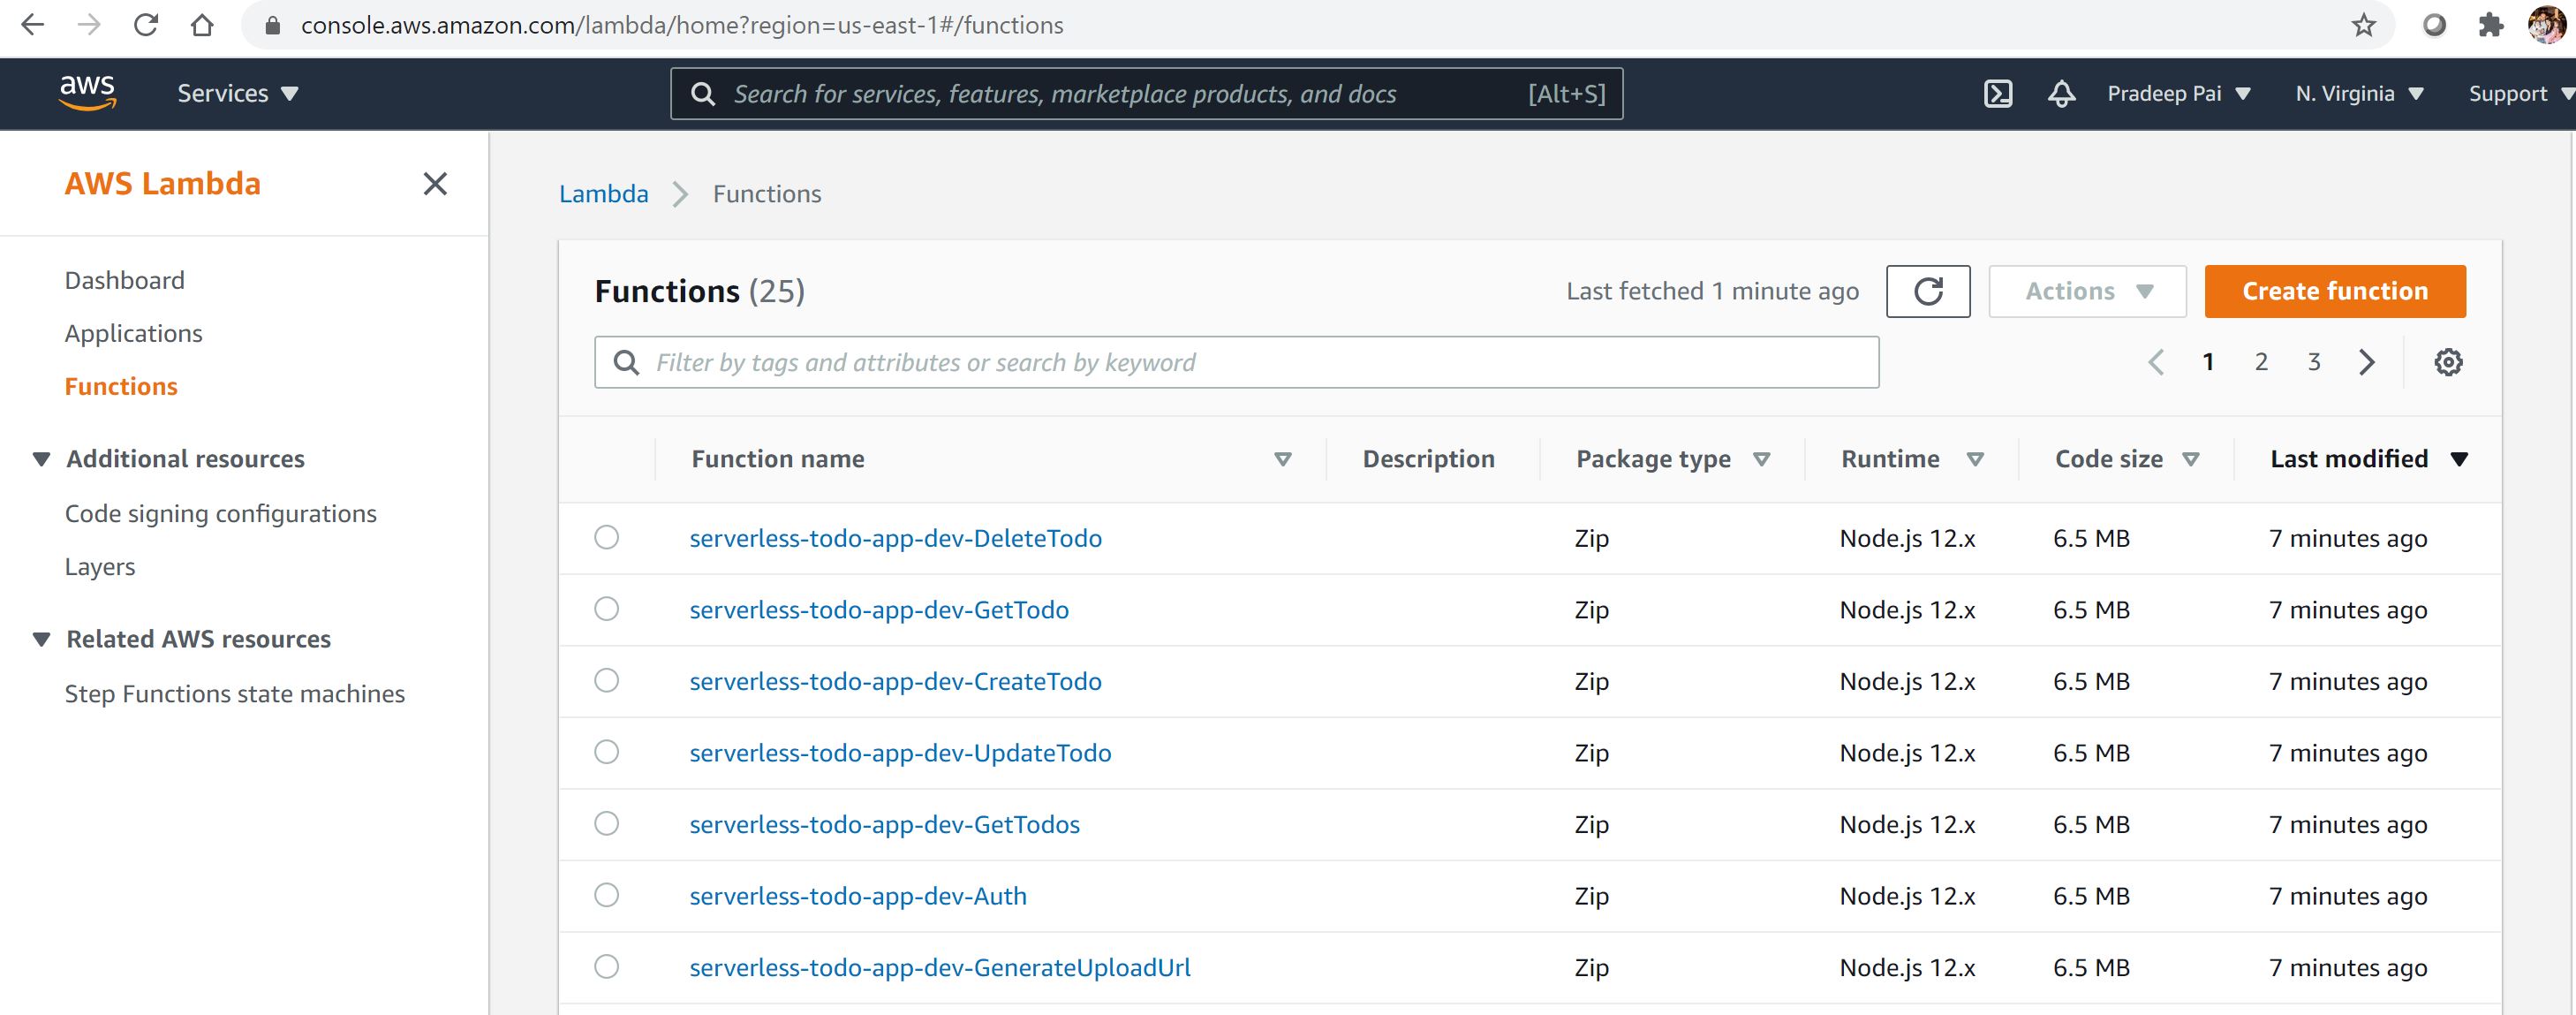 console.aws.amazon.com/lambda/home?region=us-east-1#/functions
aws Services Search for services, features, marketplace products, and docs [Alt+S] Pradeep Pai N. Virginia Support
AWS Lambda
Dashboard
Applications
Functions
Additional resources
Code signing configurations
Layers
Related AWS resources
Step Functions state machines
Lambda > Functions
Functions (25) Last fetched 1 minute ago Actions Create function
Filter by tags and attributes or search by keyword 1 2 3
Function name Description Package type Runtime Code size Last modified
serverless-todo-app-dev-DeleteTodo Zip Node.js 12.x 6.5 MB 7 minutes ago
serverless-todo-app-dev-GetTodo Zip Node.js 12.x 6.5 MB 7 minutes ago
serverless-todo-app-dev-CreateTodo Zip Node.js 12.x 6.5 MB 7 minutes ago
serverless-todo-app-dev-UpdateTodo Zip Node.js 12.x 6.5 MB 7 minutes ago
serverless-todo-app-dev-GetTodos Zip Node.js 12.x 6.5 MB 7 minutes ago
serverless-todo-app-dev-Auth Zip Node.js 12.x 6.5 MB 7 minutes ago
serverless-todo-app-dev-GenerateUploadUrl Zip Node.js 12.x 6.5 MB 7 minutes ago